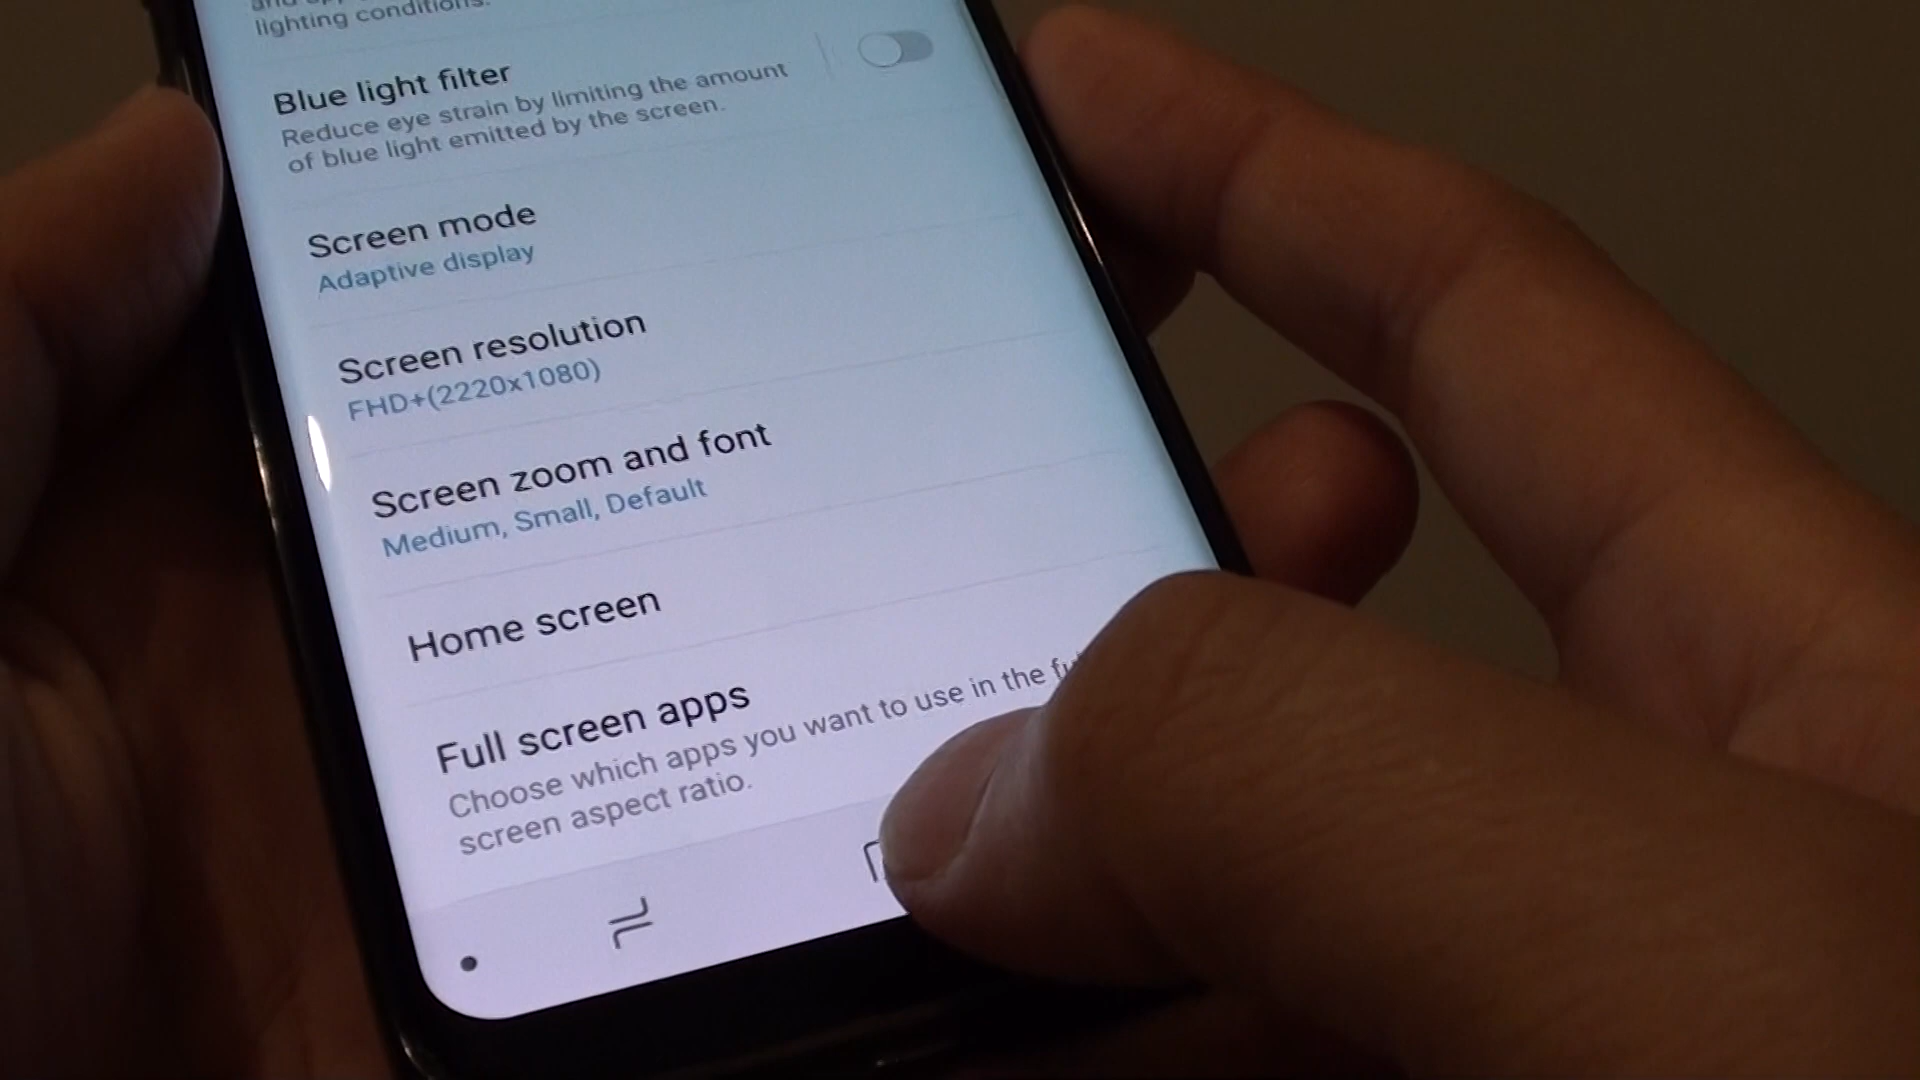 lighting conditions.
Blue light filter
Reduce eye strain by limiting the amount
of blue light emitted by the screen.
Screen mode
Adaptive display
Screen resolution
FHD+(2220x1080)
Screen zoom and font
Medium, Small, Default
Home screen
Full screen apps
Choose which apps you want to use in the
screen aspect ratio.